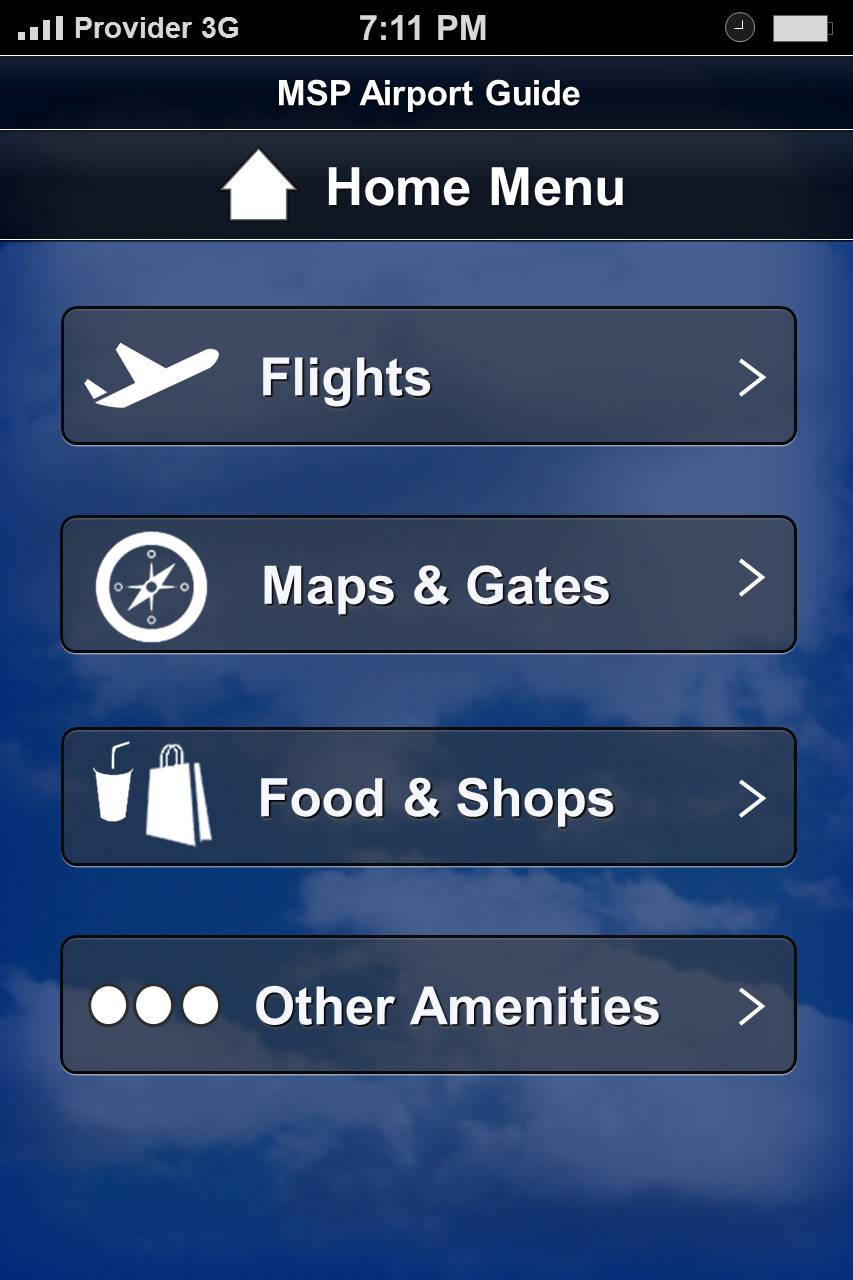 Provider 3G 7:11 PM
MSP Airport Guide
Home Menu
Flights
Maps & Gates
Food & Shops
Other Amenities